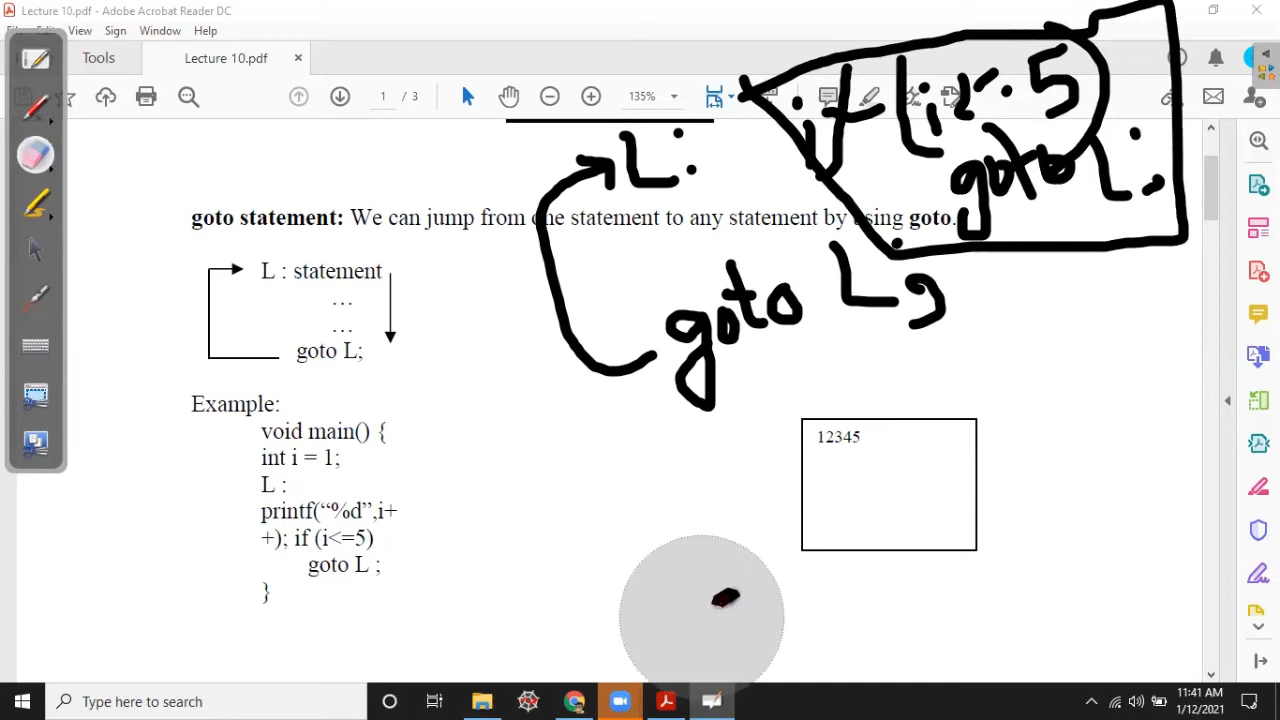 Lecture 10.pdf - Adobe Acrobat Reader DC
View Sign Window Help
Tools Lecture 10.pdf ×
1 / 3 135%
if (i<=5
goto L;
L:
goto statement: We can jump from one statement to any statement by using goto.
goto L;
L : statement
…
…
goto L;
Example:
void main() {
int i = 1;
L :
printf(“%d”,i+
+); if (i<=5)
goto L ;
}
12345
Type here to search
11:41 AM
1/12/2021